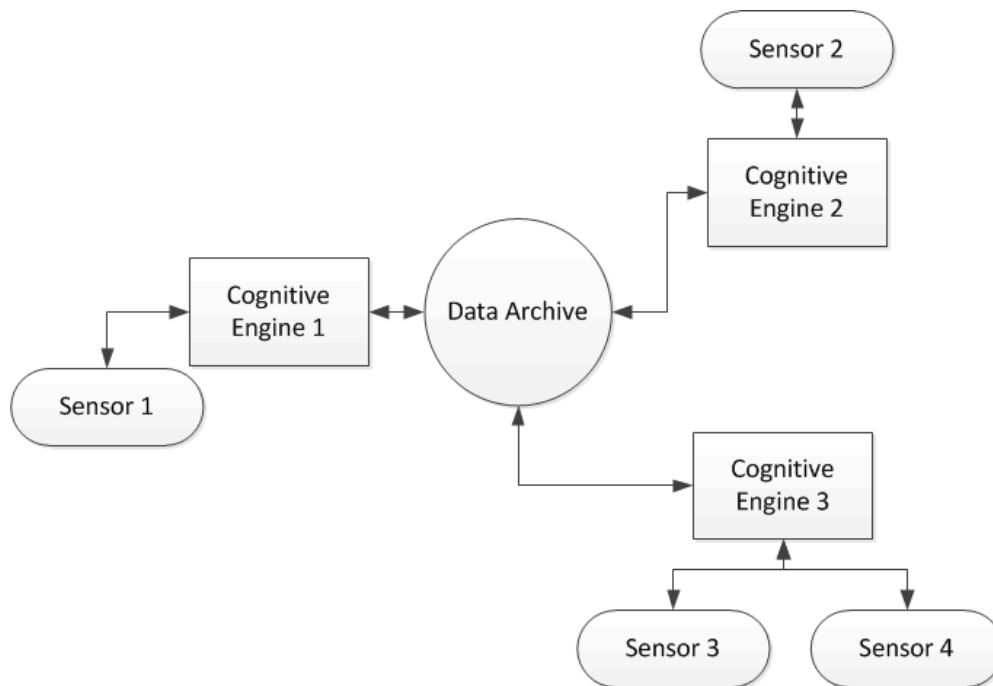 Sensor 2
Cognitive
Engine 2
Cognitive
Engine 1
Data Archive
Sensor 1
Cognitive
Engine 3
Sensor 3
Sensor 4